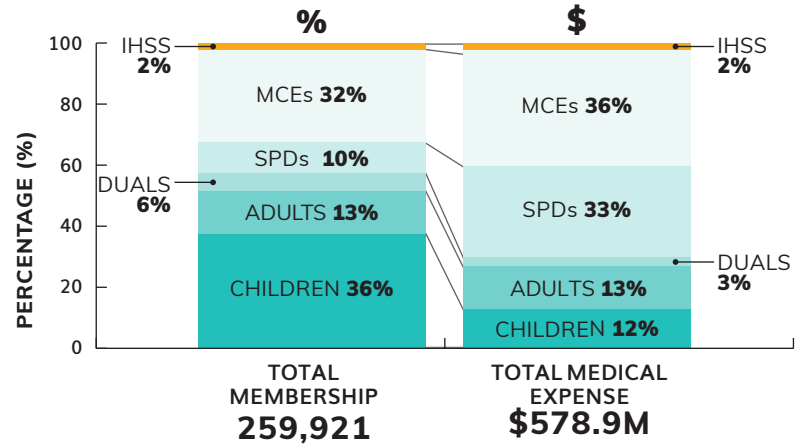 % $
100
80
60
40
20
0
PERCENTAGE (%)
IHSS
2%
MCEs 32%
SPDs 10%
DUALS
6%
ADULTS 13%
CHILDREN 36%
IHSS
2%
MCEs 36%
SPDs 33%
DUALS
3%
ADULTS 13%
CHILDREN 12%
TOTAL
MEMBERSHIP
259,921
TOTAL MEDICAL
EXPENSE
$578.9M